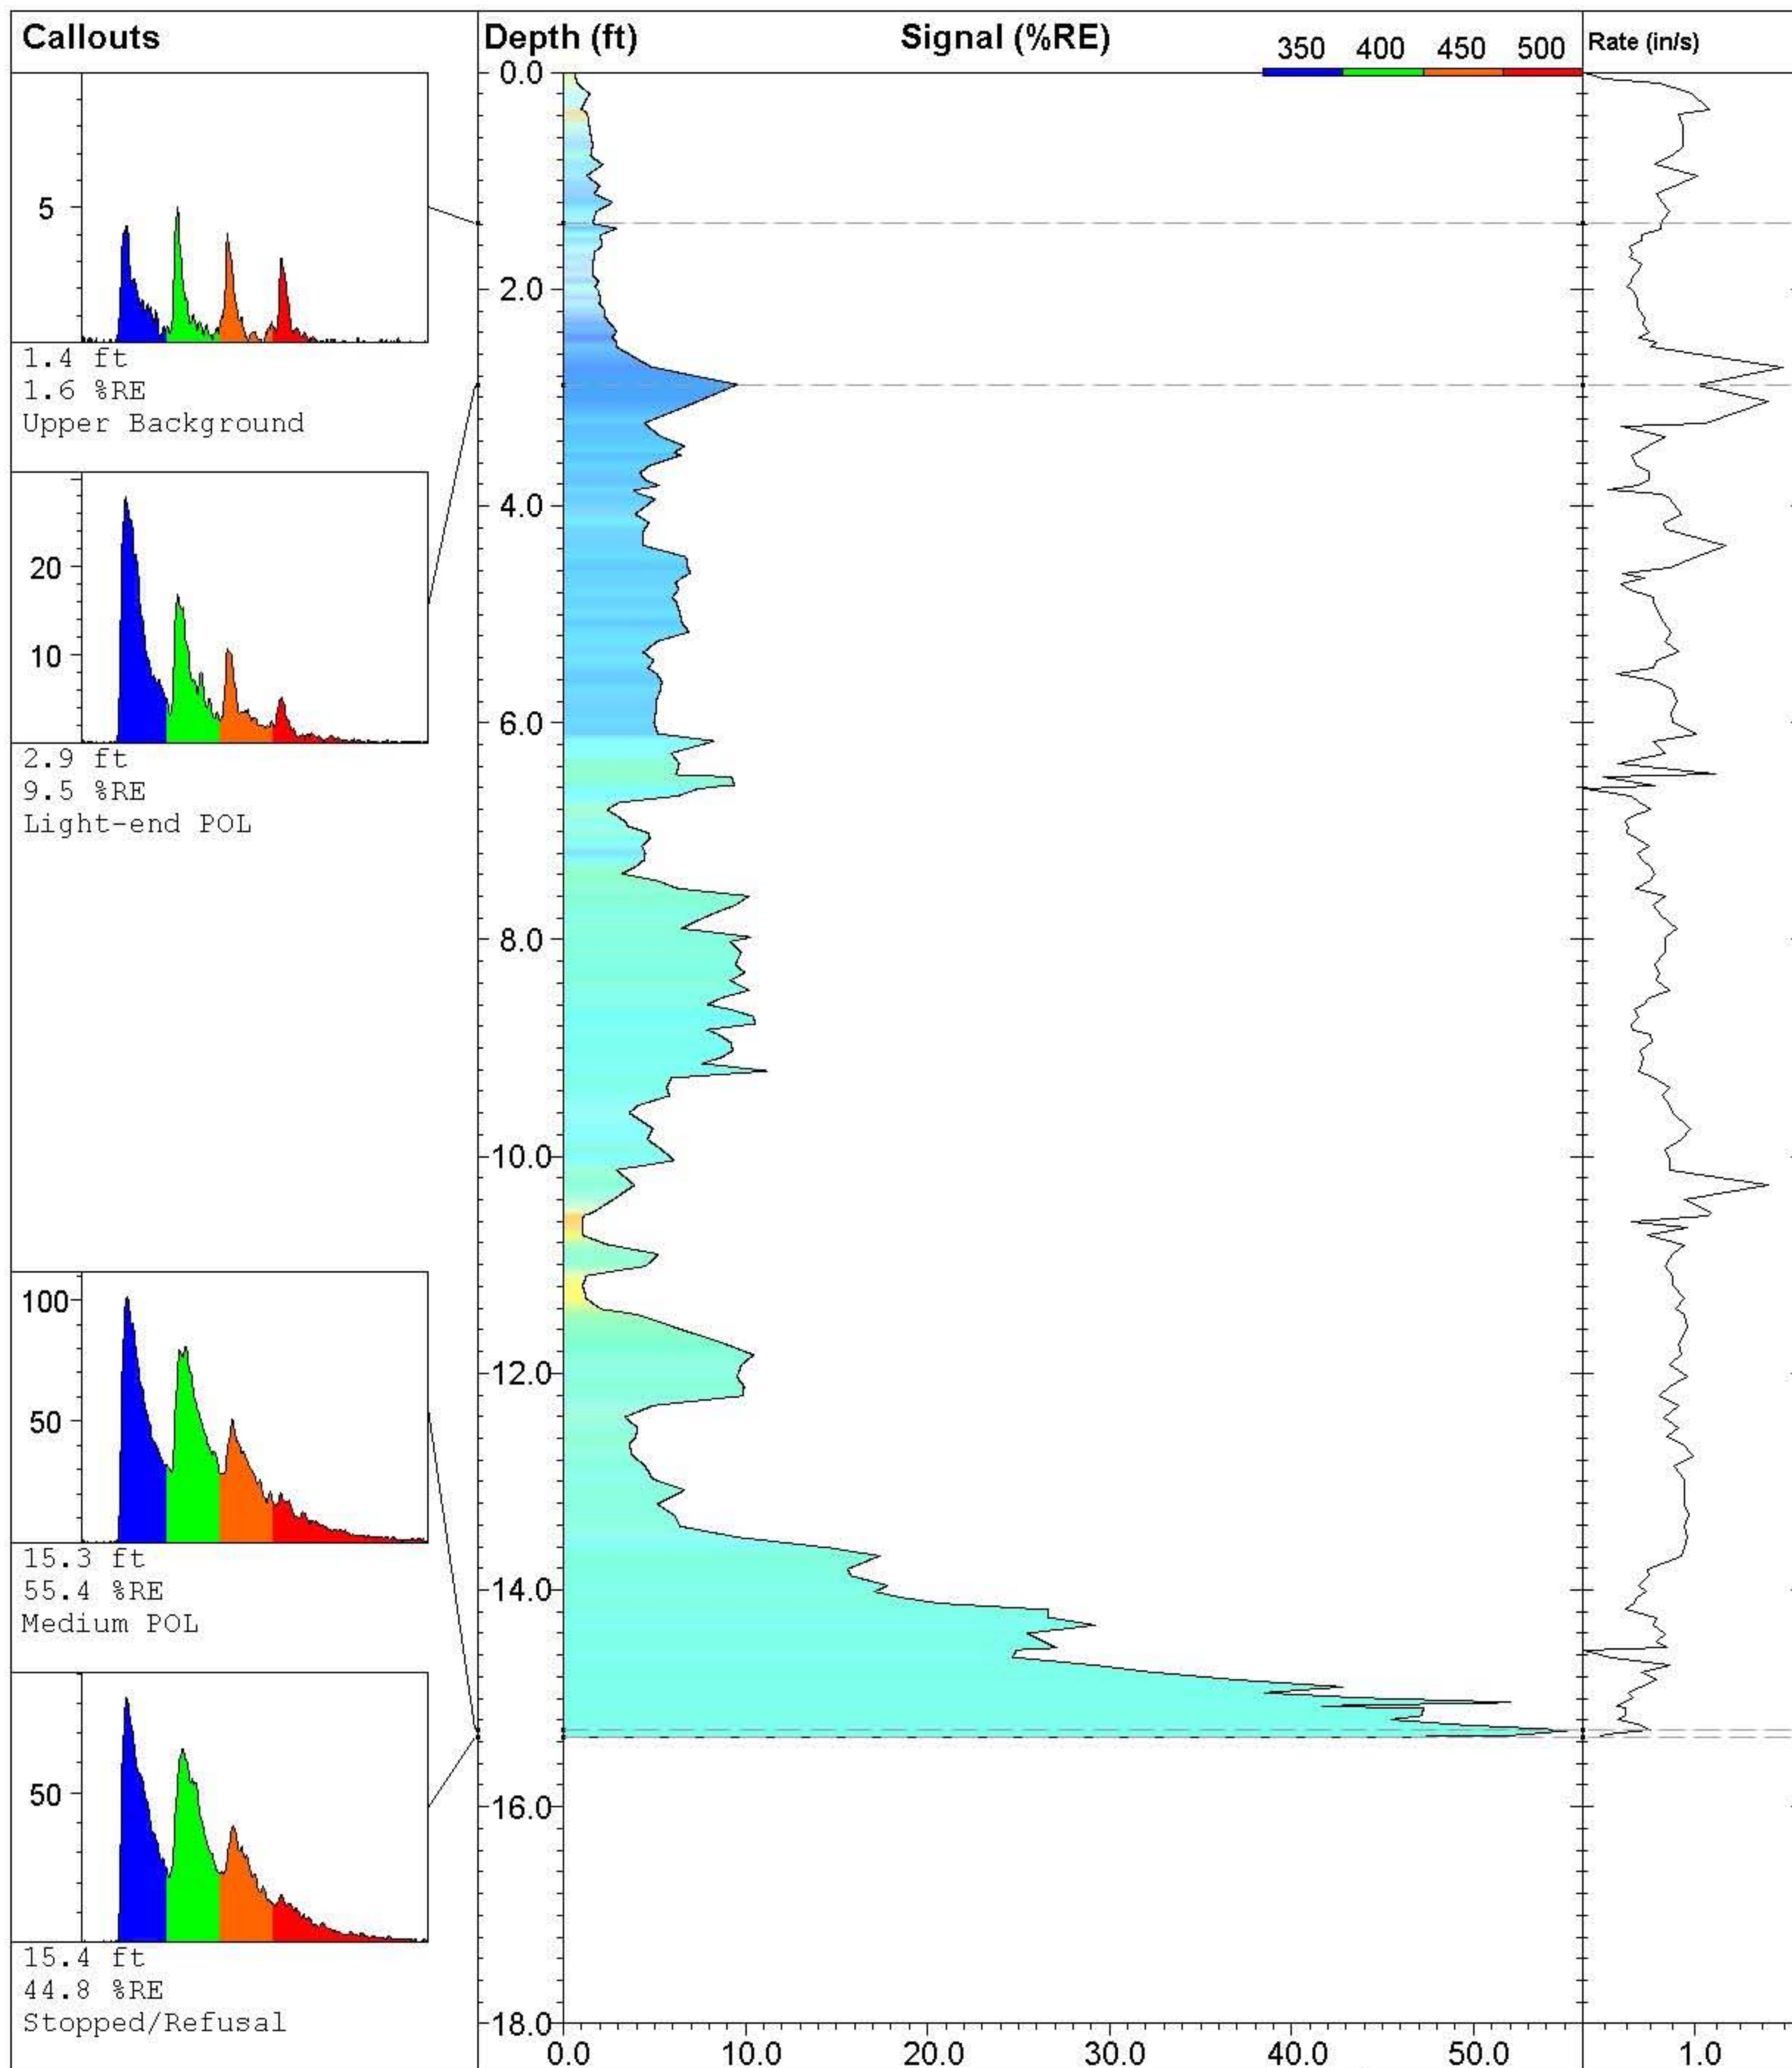 Callouts
5
1.4 ft
1.6 %RE
Upper Background
20
10
2.9 ft
9.5 %RE
Light-end POL
100
50
15.3 ft
55.4 %RE
Medium POL
50
15.4 ft
44.8 %RE
Stopped/Refusal
Depth (ft)
Signal (%RE)
350 400 450 500
Rate (in/s)
0.0
2.0
4.0
6.0
8.0
10.0
12.0
14.0
16.0
18.0
0.0 10.0 20.0 30.0 40.0 50.0
1.0